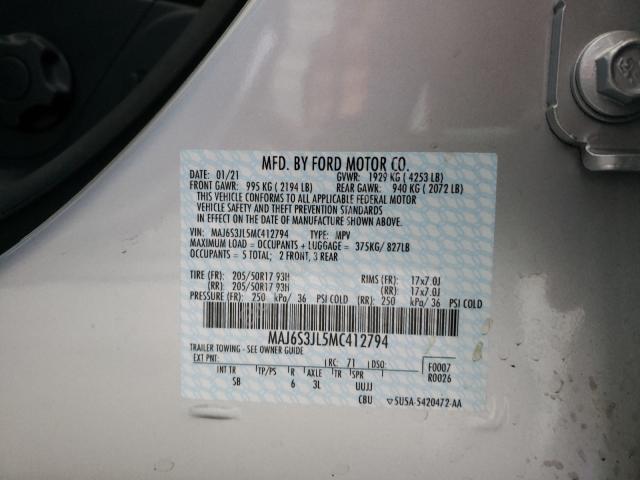 MFD. BY FORD MOTOR CO.
DATE: 01/21 GVWR: 1929 KG ( 4253 LB)
FRONT GAWR: 995 KG ( 2194 LB) REAR GAWR: 940 KG ( 2072 LB)
THIS VEHICLE CONFORMS TO ALL APPLICABLE FEDERAL MOTOR
VEHICLE SAFETY AND THEFT PREVENTION STANDARDS
IN EFFECT ON THE DATE OF MANUFACTURE SHOWN ABOVE.
VIN: MAJ6S3JL5MC412794 TYPE: MPV
MAXIMUM LOAD = OCCUPANTS + LUGGAGE = 375KG/ 827LB
OCCUPANTS = 5 TOTAL; 2 FRONT, 3 REAR
TIRE (FR): 205/50R17 93H RIMS (FR): 17x7.0J
(RR): 205/50R17 93H (RR): 17x7.0J
PRESSURE (FR): 250 kPa/ 36 PSI COLD (RR): 250 kPa/ 36 PSI COLD
MAJ6S3JL5MC412794
TRAILER TOWING - SEE OWNER GUIDE
EXT PNT: RC: 71 DSO: F0007
R0026
INT TR TP/PS R AXLE TR SPR
SB 6 3L UUJJ
CBU ▽5U5A-5420472-AA